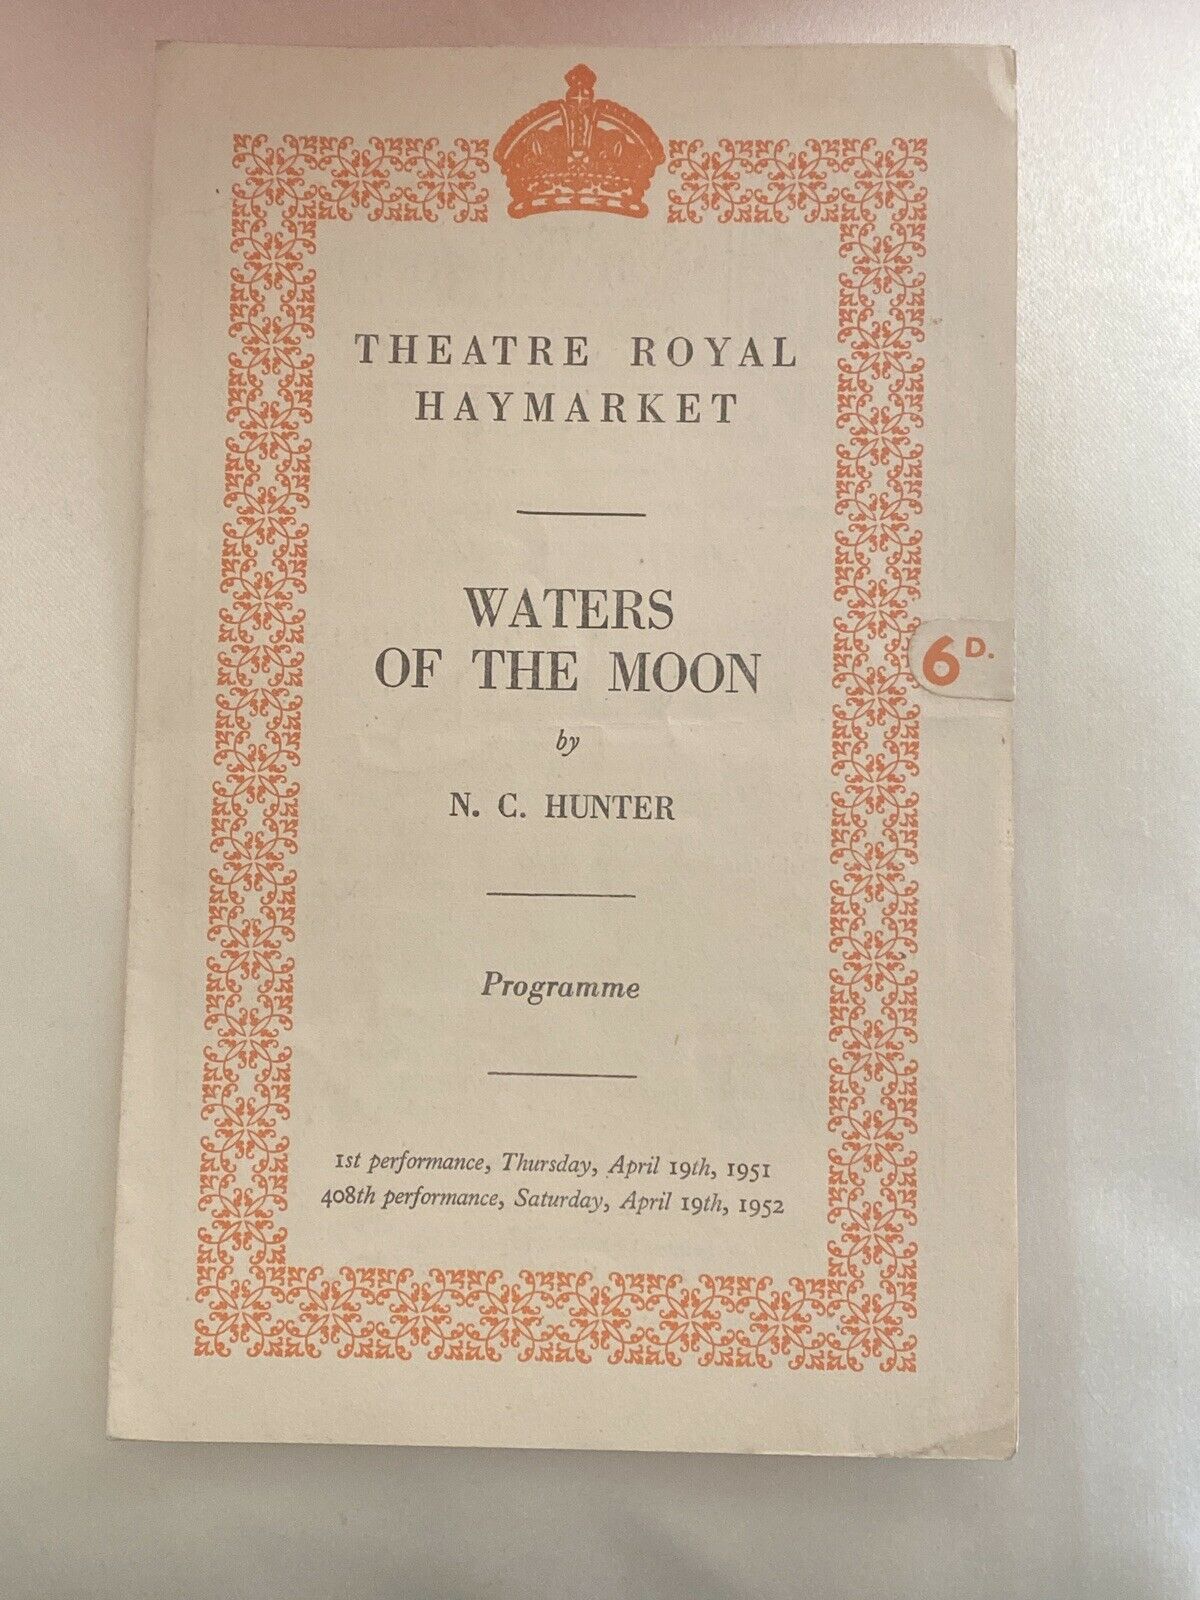 THEATRE ROYAL
HAYMARKET
WATERS
OF THE MOON
by
N. C. HUNTER
Programme
1st performance, Thursday, April 19th, 1951
408th performance, Saturday, April 19th, 1952
6D.